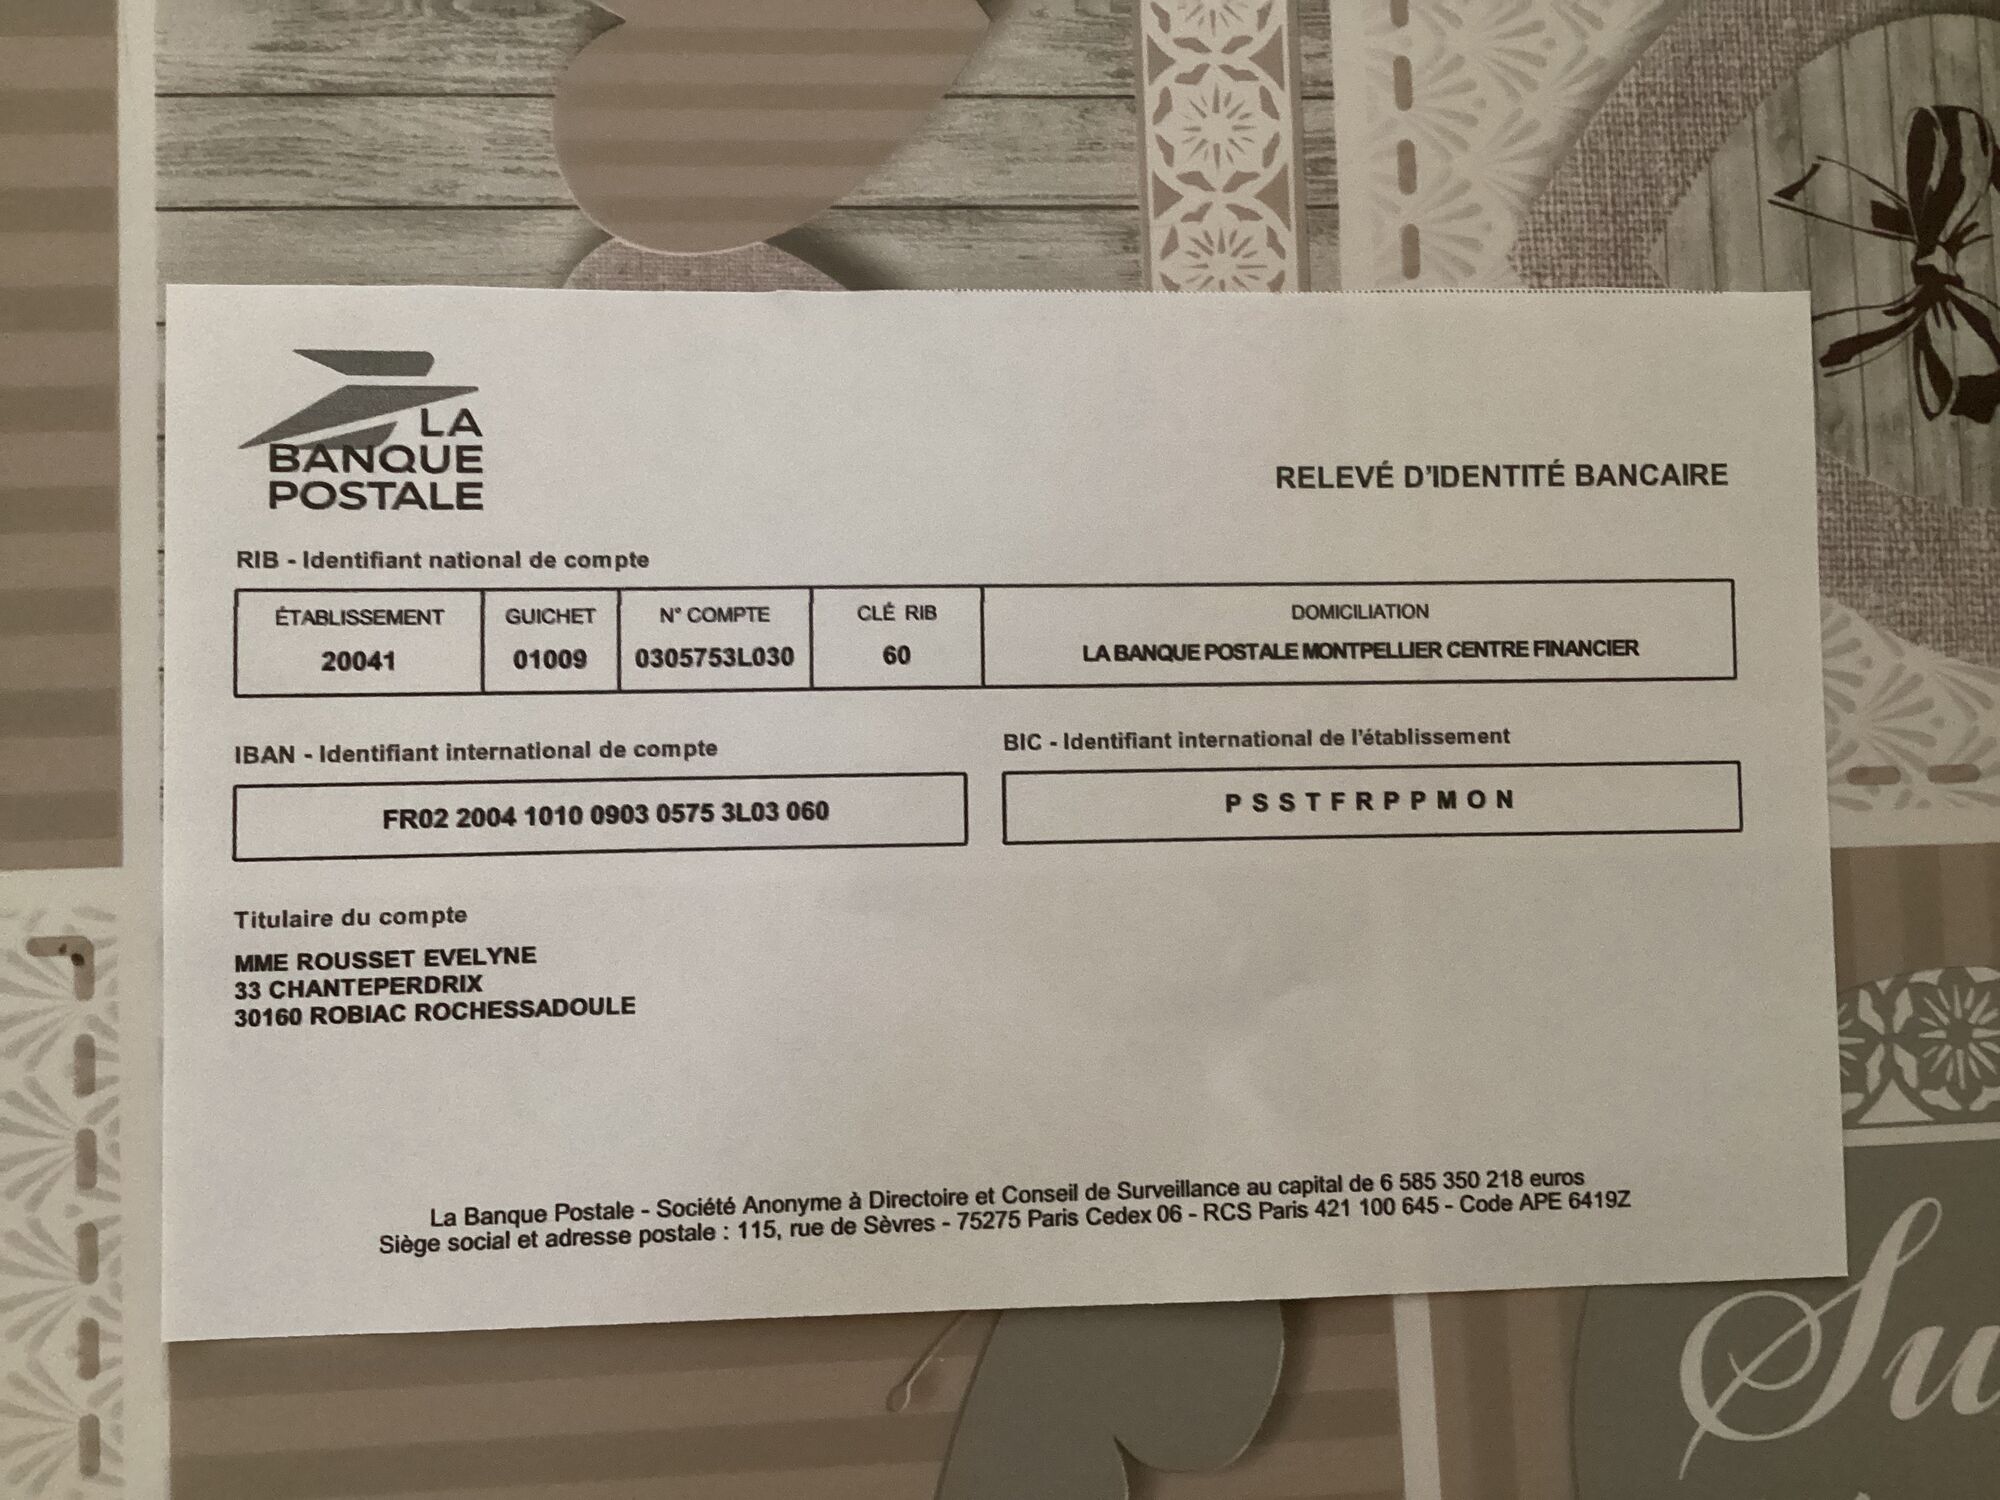 LA
BANQUE
POSTALE
RELEVÉ D'IDENTITÉ BANCAIRE
RIB - Identifiant national de compte
ÉTABLISSEMENT GUICHET N° COMPTE CLÉ RIB DOMICILIATION
20041 01009 0305753L030 60 LA BANQUE POSTALE MONTPELLIER CENTRE FINANCIER
IBAN - Identifiant international de compte
BIC - Identifiant international de l'établissement
FR02 2004 1010 0903 0575 3L03 060
PSSTFRPPMON
Titulaire du compte
MME ROUSSET EVELYNE
33 CHANTEPERDRIX
30160 ROBIAC ROCHESSADOULE
La Banque Postale - Société Anonyme à Directoire et Conseil de Surveillance au capital de 6 585 350 218 euros
Siège social et adresse postale : 115, rue de Sèvres - 75275 Paris Cedex 06 - RCS Paris 421 100 645 - Code APE 6419Z
Su